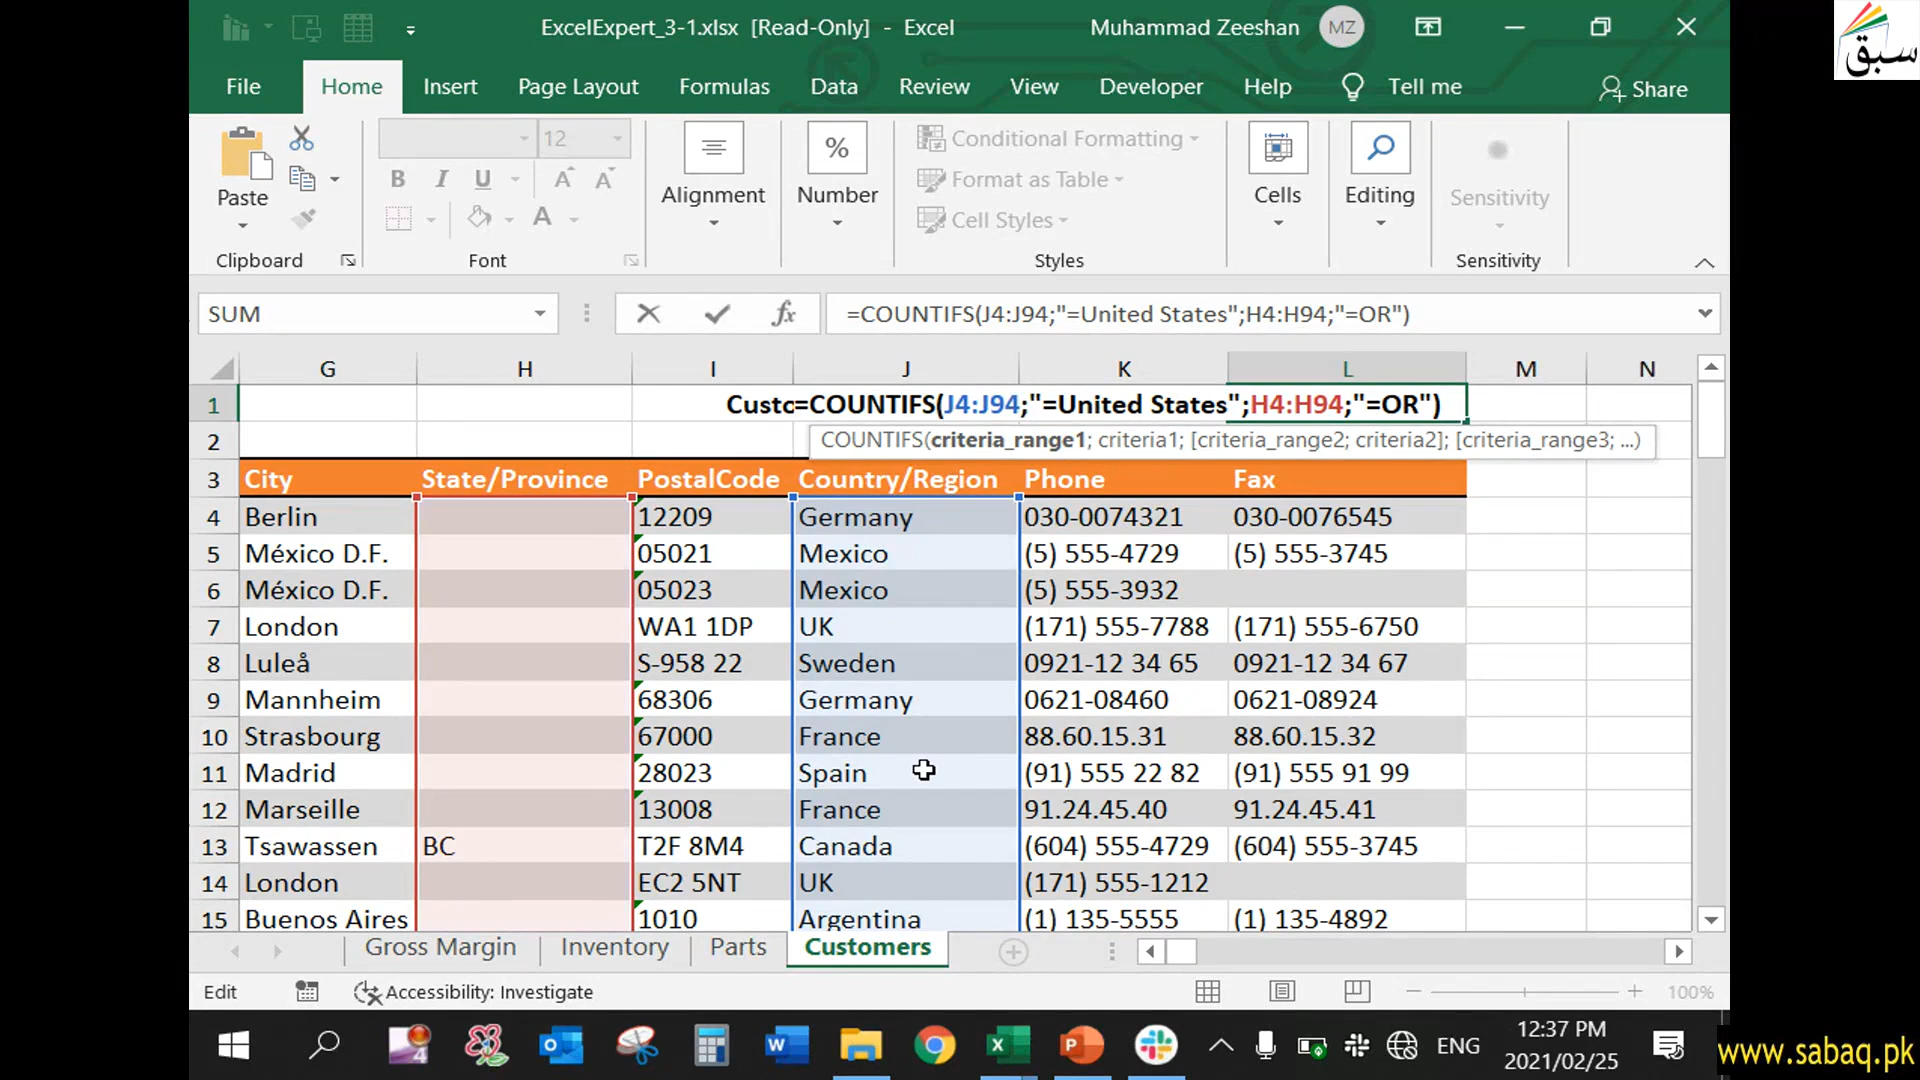 ExcelExpert_3-1.xlsx [Read-Only] - Excel Muhammad Zeeshan MZ
سبق
File Home Insert Page Layout Formulas Data Review View Developer Help Tell me Share
12 % Conditional Formatting
B I U A A Format as Table
Paste Alignment Number Cells Editing Sensitivity
A Cell Styles
Clipboard Font Styles Sensitivity
SUM fx =COUNTIFS(J4:J94;"=United States";H4:H94;"=OR")
G H I J K L M N
1 Custo=COUNTIFS(J4:J94;"=United States";H4:H94;"=OR")
2 COUNTIFS(criteria_range1; criteria1; [criteria_range2; criteria2]; [criteria_range3; ...)
3 City State/Province PostalCode Country/Region Phone Fax
4 Berlin 12209 Germany 030-0074321 030-0076545
5 México D.F. 05021 Mexico (5) 555-4729 (5) 555-3745
6 México D.F. 05023 Mexico (5) 555-3932
7 London WA1 1DP UK (171) 555-7788 (171) 555-6750
8 Luleå S-958 22 Sweden 0921-12 34 65 0921-12 34 67
9 Mannheim 68306 Germany 0621-08460 0621-08924
10 Strasbourg 67000 France 88.60.15.31 88.60.15.32
11 Madrid 28023 Spain (91) 555 22 82 (91) 555 91 99
12 Marseille 13008 France 91.24.45.40 91.24.45.41
13 Tsawassen BC T2F 8M4 Canada (604) 555-4729 (604) 555-3745
14 London EC2 5NT UK (171) 555-1212
15 Buenos Aires 1010 Argentina (1) 135-5555 (1) 135-4892
Gross Margin Inventory Parts Customers
Edit Accessibility: Investigate 100%
4 W X P ENG 12:37 PM
2021/02/25
www.sabaq.pk